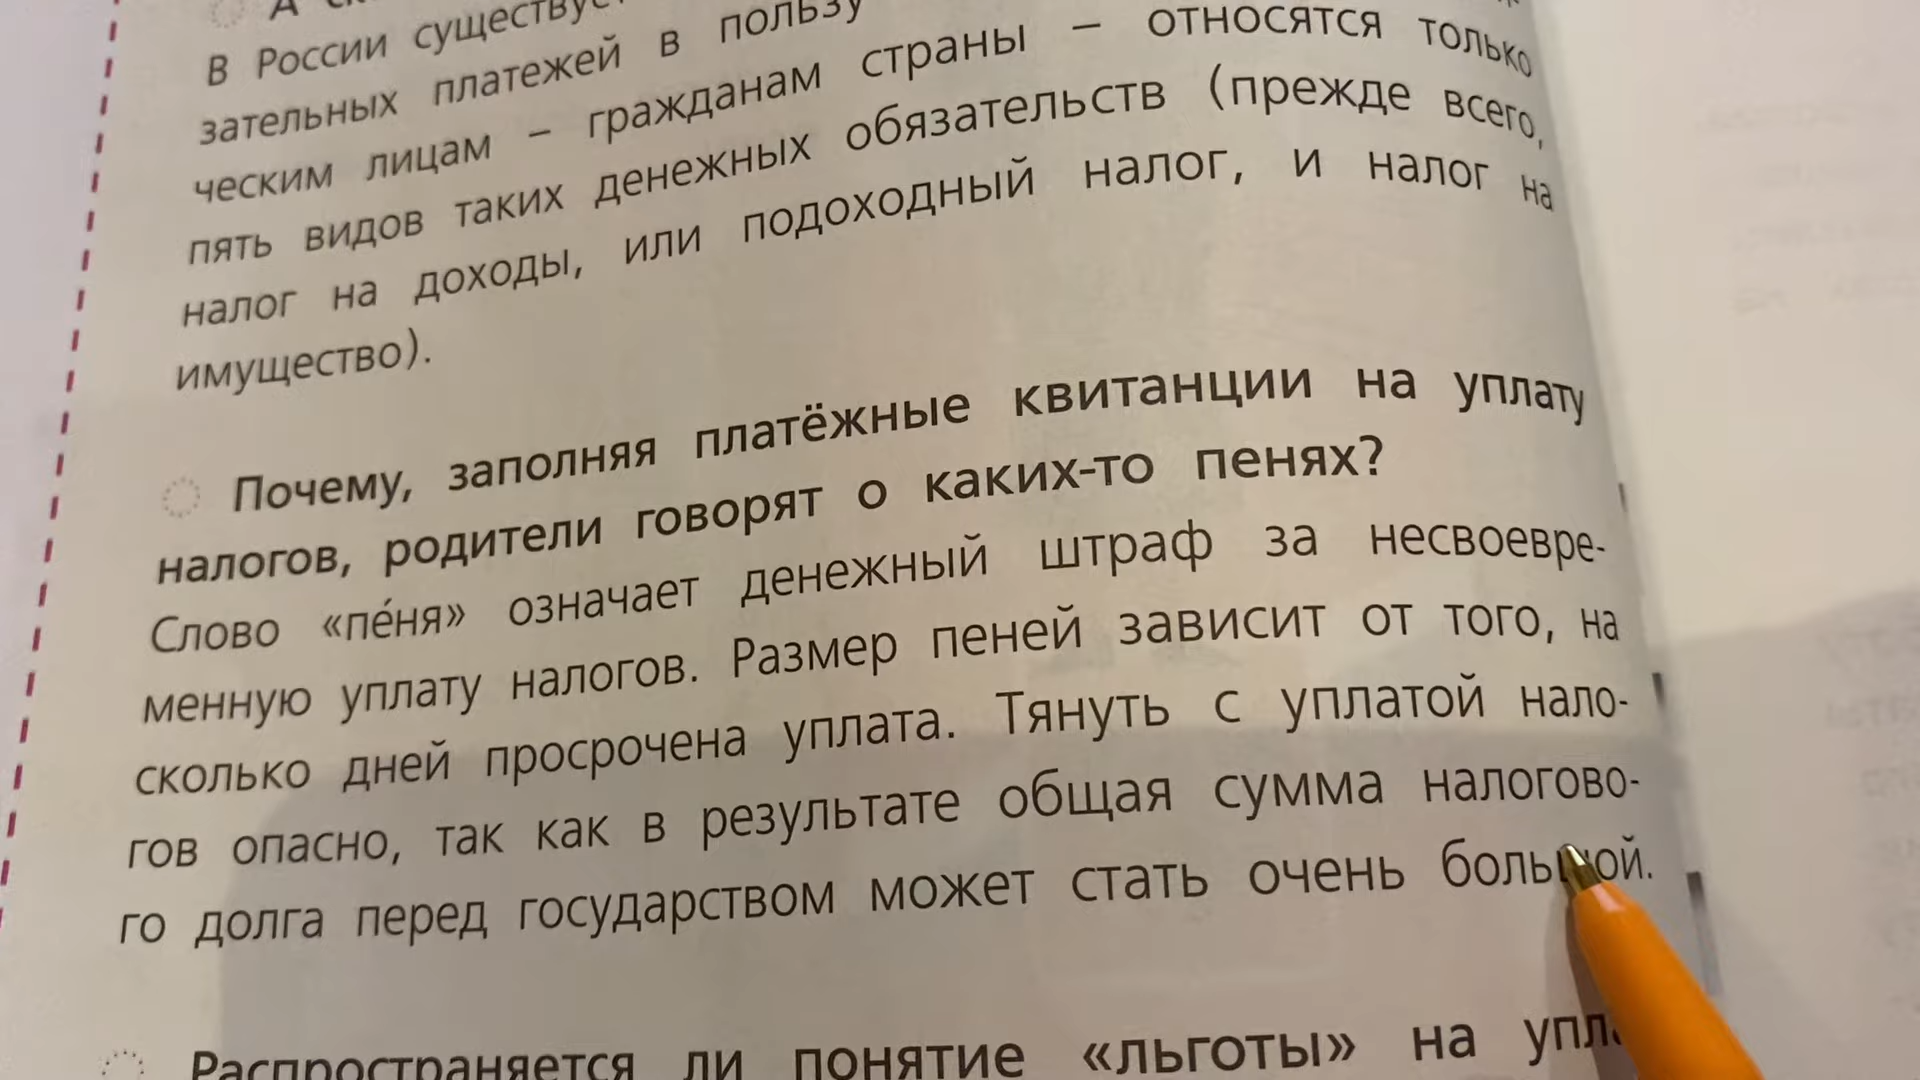 В России существуе
зательных платежей в пользу
ческим лицам – гражданам страны – относятся только
пять видов таких денежных обязательств (прежде всего,
налог на доходы, или подоходный налог, и налог на
имущество).
Почему, заполняя платёжные квитанции на уплату
налогов, родители говорят о каких-то пенях?
Слово «пе́ня» означает денежный штраф за несвоевре-
менную уплату налогов. Размер пеней зависит от того, на
сколько дней просрочена уплата. Тянуть с уплатой нало-
гов опасно, так как в результате общая сумма налогово-
го долга перед государством может стать очень большой.
Распространяется ли понятие «льготы» на упл